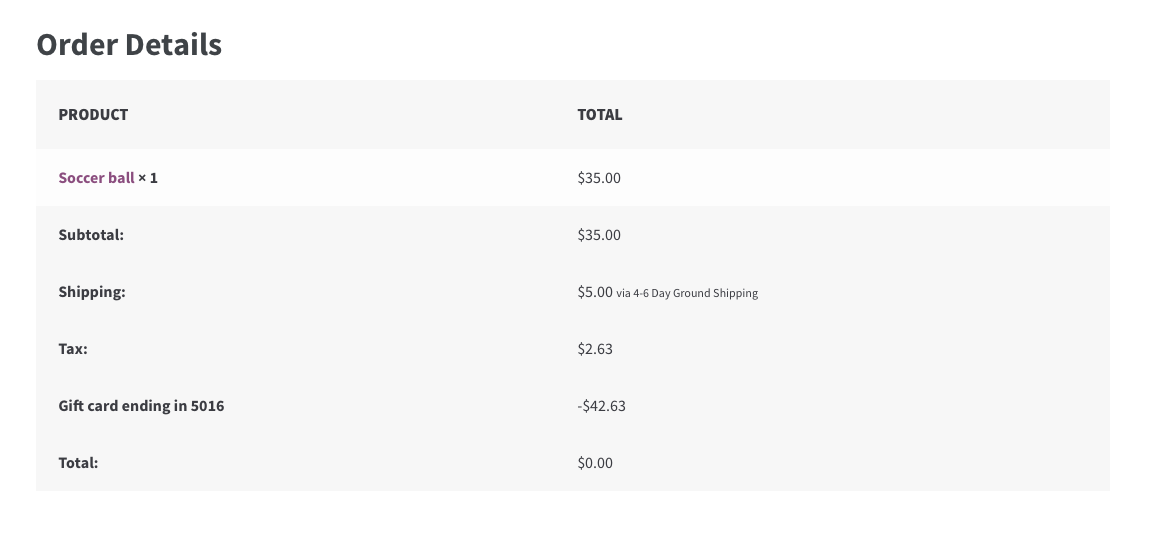 Order Details
PRODUCT TOTAL
Soccer ball × 1 $35.00
Subtotal: $35.00
Shipping: $5.00 via 4-6 Day Ground Shipping
Tax: $2.63
Gift card ending in 5016 -$42.63
Total: $0.00